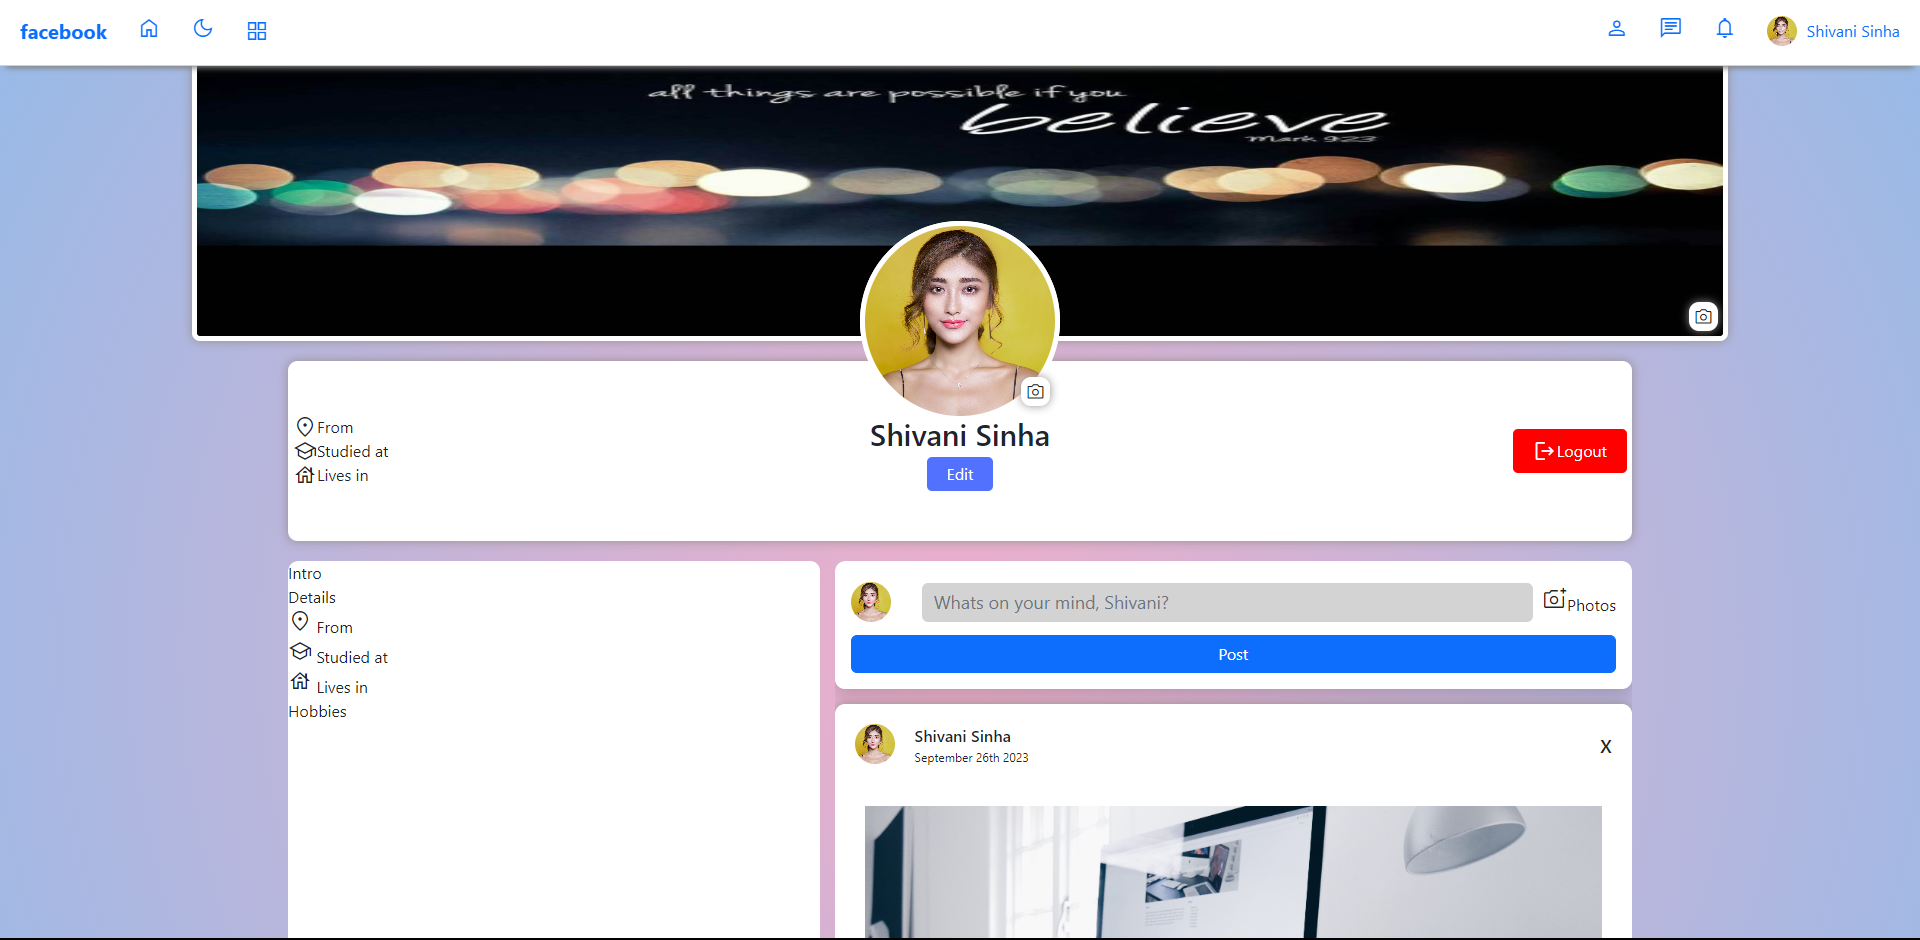 facebook
Shivani Sinha
all things are possible if you
believe
mark 9:23
From
Studied at
Lives in
Shivani Sinha
Edit
Logout
Intro
Details
From
Studied at
Lives in
Hobbies
Whats on your mind, Shivani?
Photos
Post
Shivani Sinha
September 26th 2023
X